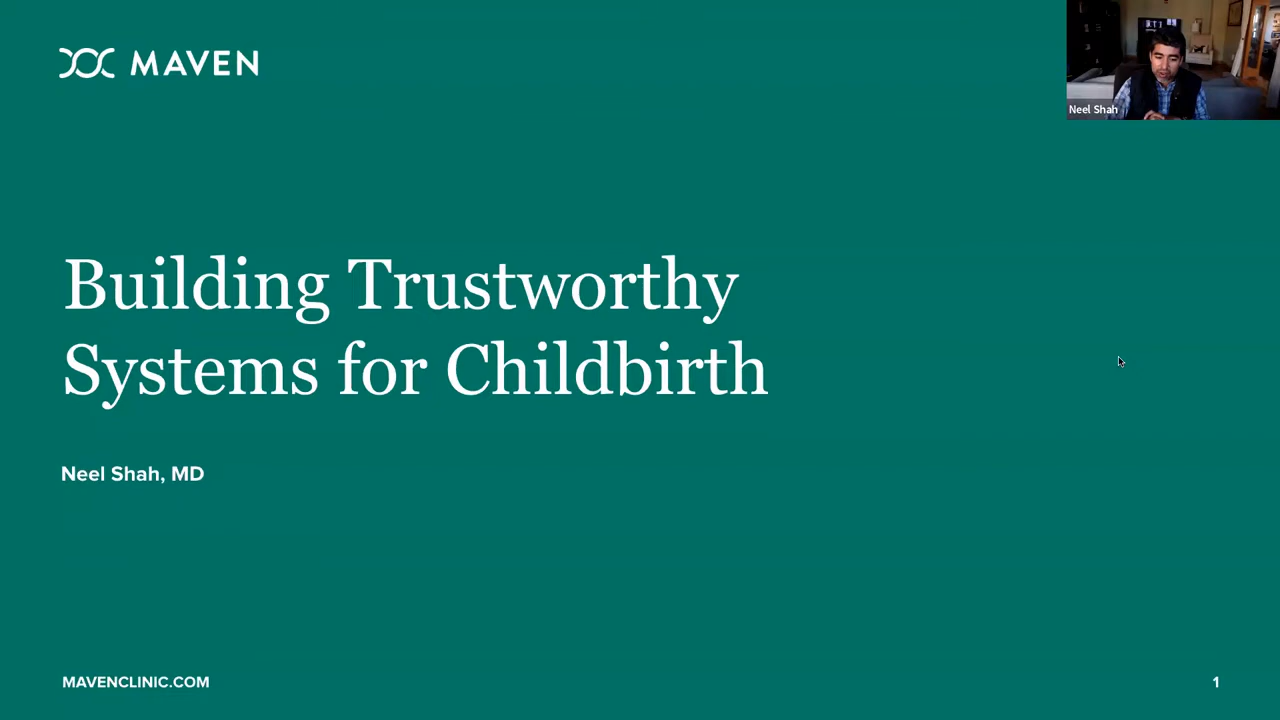 MAVEN
Neel Shah
Building Trustworthy
Systems for Childbirth
Neel Shah, MD
MAVENCLINIC.COM
1